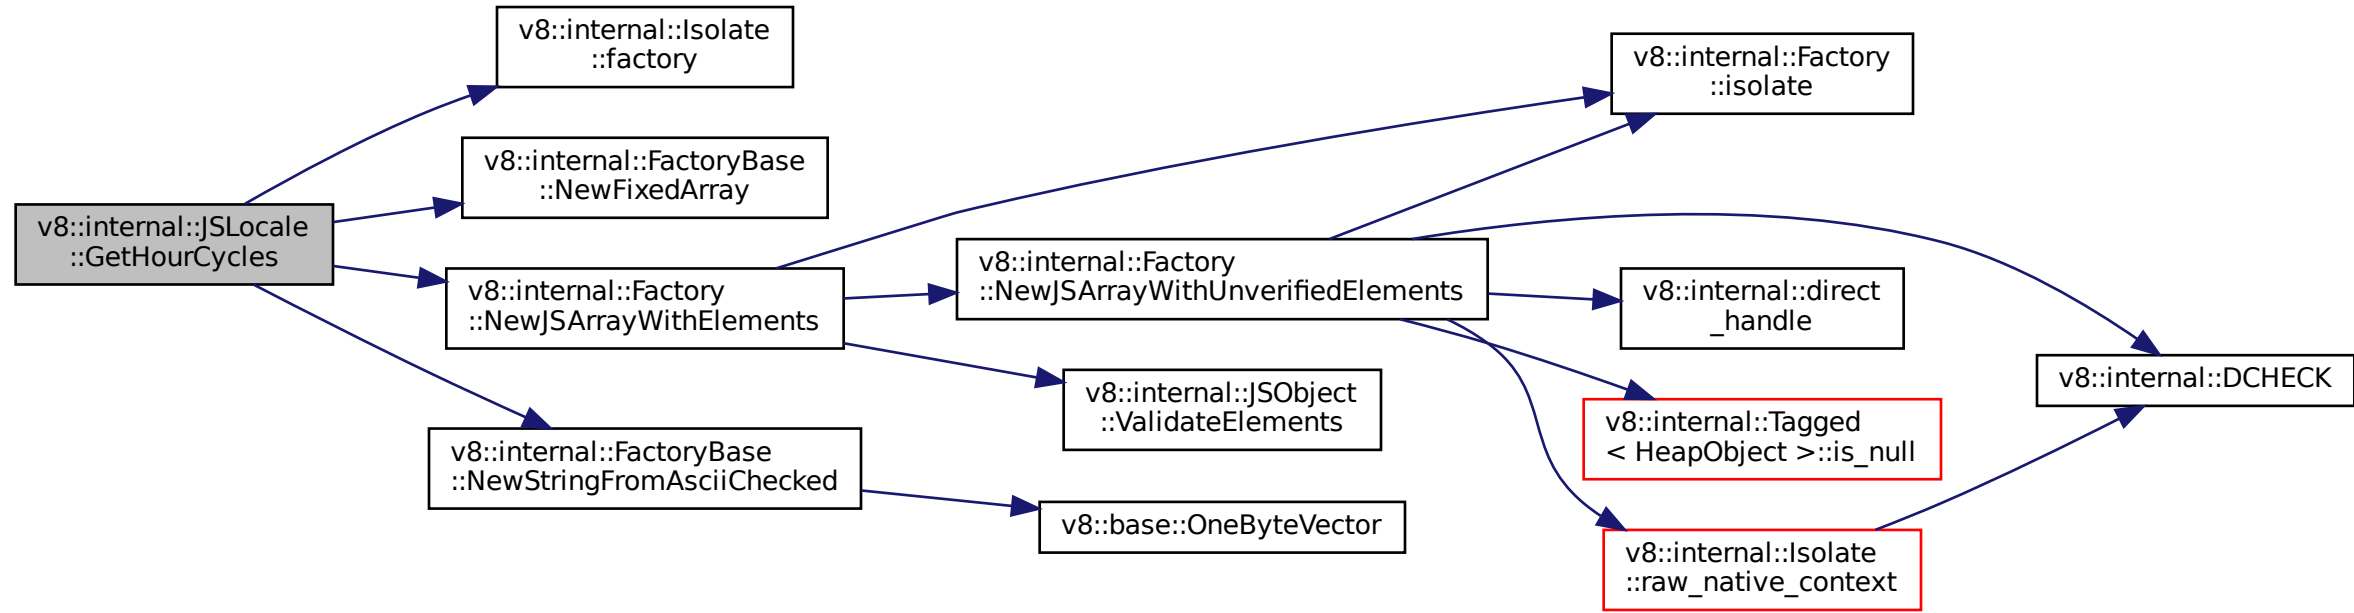 v8::internal::JSLocale
::GetHourCycles
v8::internal::Isolate
::factory
v8::internal::FactoryBase
::NewFixedArray
v8::internal::Factory
::NewJSArrayWithElements
v8::internal::FactoryBase
::NewStringFromAsciiChecked
v8::internal::Factory
::NewJSArrayWithUnverifiedElements
v8::internal::JSObject
::ValidateElements
v8::base::OneByteVector
v8::internal::Factory
::isolate
v8::internal::direct
_handle
v8::internal::Tagged
< HeapObject >::is_null
v8::internal::Isolate
::raw_native_context
v8::internal::DCHECK